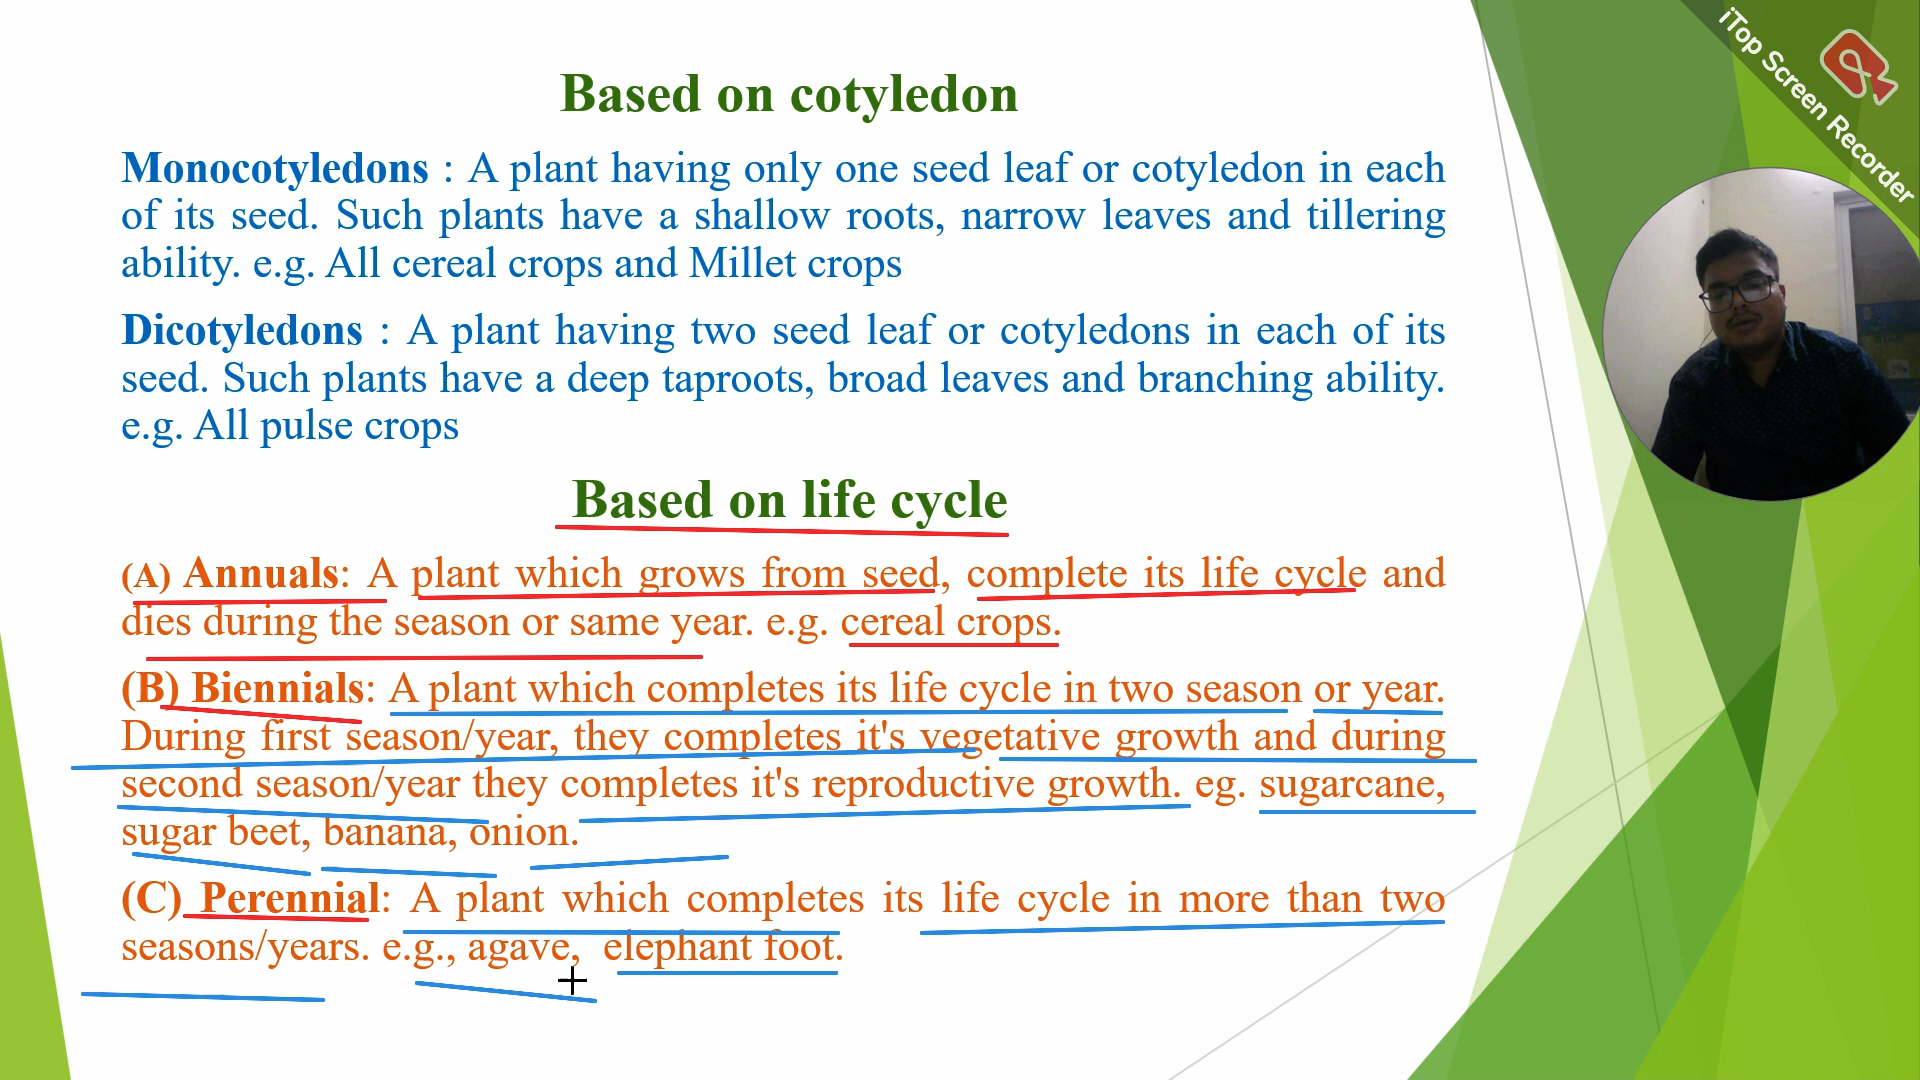 Based on cotyledon
Monocotyledons : A plant having only one seed leaf or cotyledon in each
of its seed. Such plants have a shallow roots, narrow leaves and tillering
ability. e.g. All cereal crops and Millet crops
Dicotyledons : A plant having two seed leaf or cotyledons in each of its
seed. Such plants have a deep taproots, broad leaves and branching ability.
e.g. All pulse crops
Based on life cycle
(A) Annuals: A plant which grows from seed, complete its life cycle and
dies during the season or same year. e.g. cereal crops.
(B) Biennials: A plant which completes its life cycle in two season or year.
During first season/year, they completes it's vegetative growth and during
second season/year they completes it's reproductive growth. eg. sugarcane,
sugar beet, banana, onion.
(C) Perennial: A plant which completes its life cycle in more than two
seasons/years. e.g., agave, elephant foot.
iTop Screen Recorder